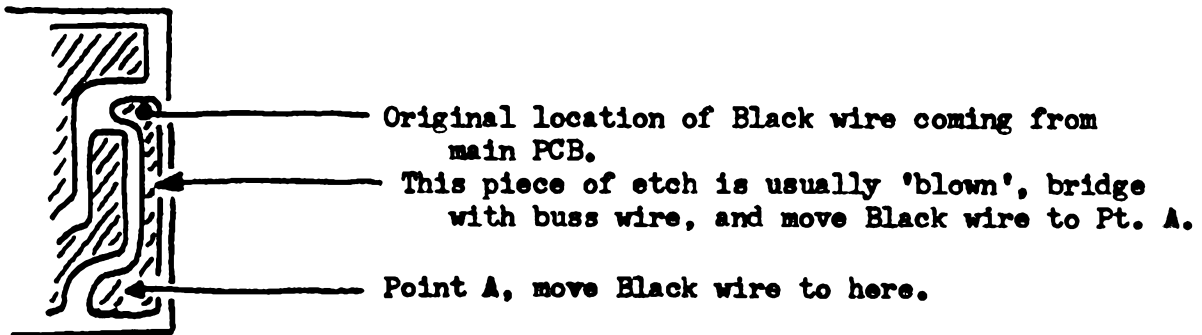 Original location of Black wire coming from
main PCB.
This piece of etch is usually 'blown', bridge
with buss wire, and move Black wire to Pt. A.
Point A, move Black wire to here.